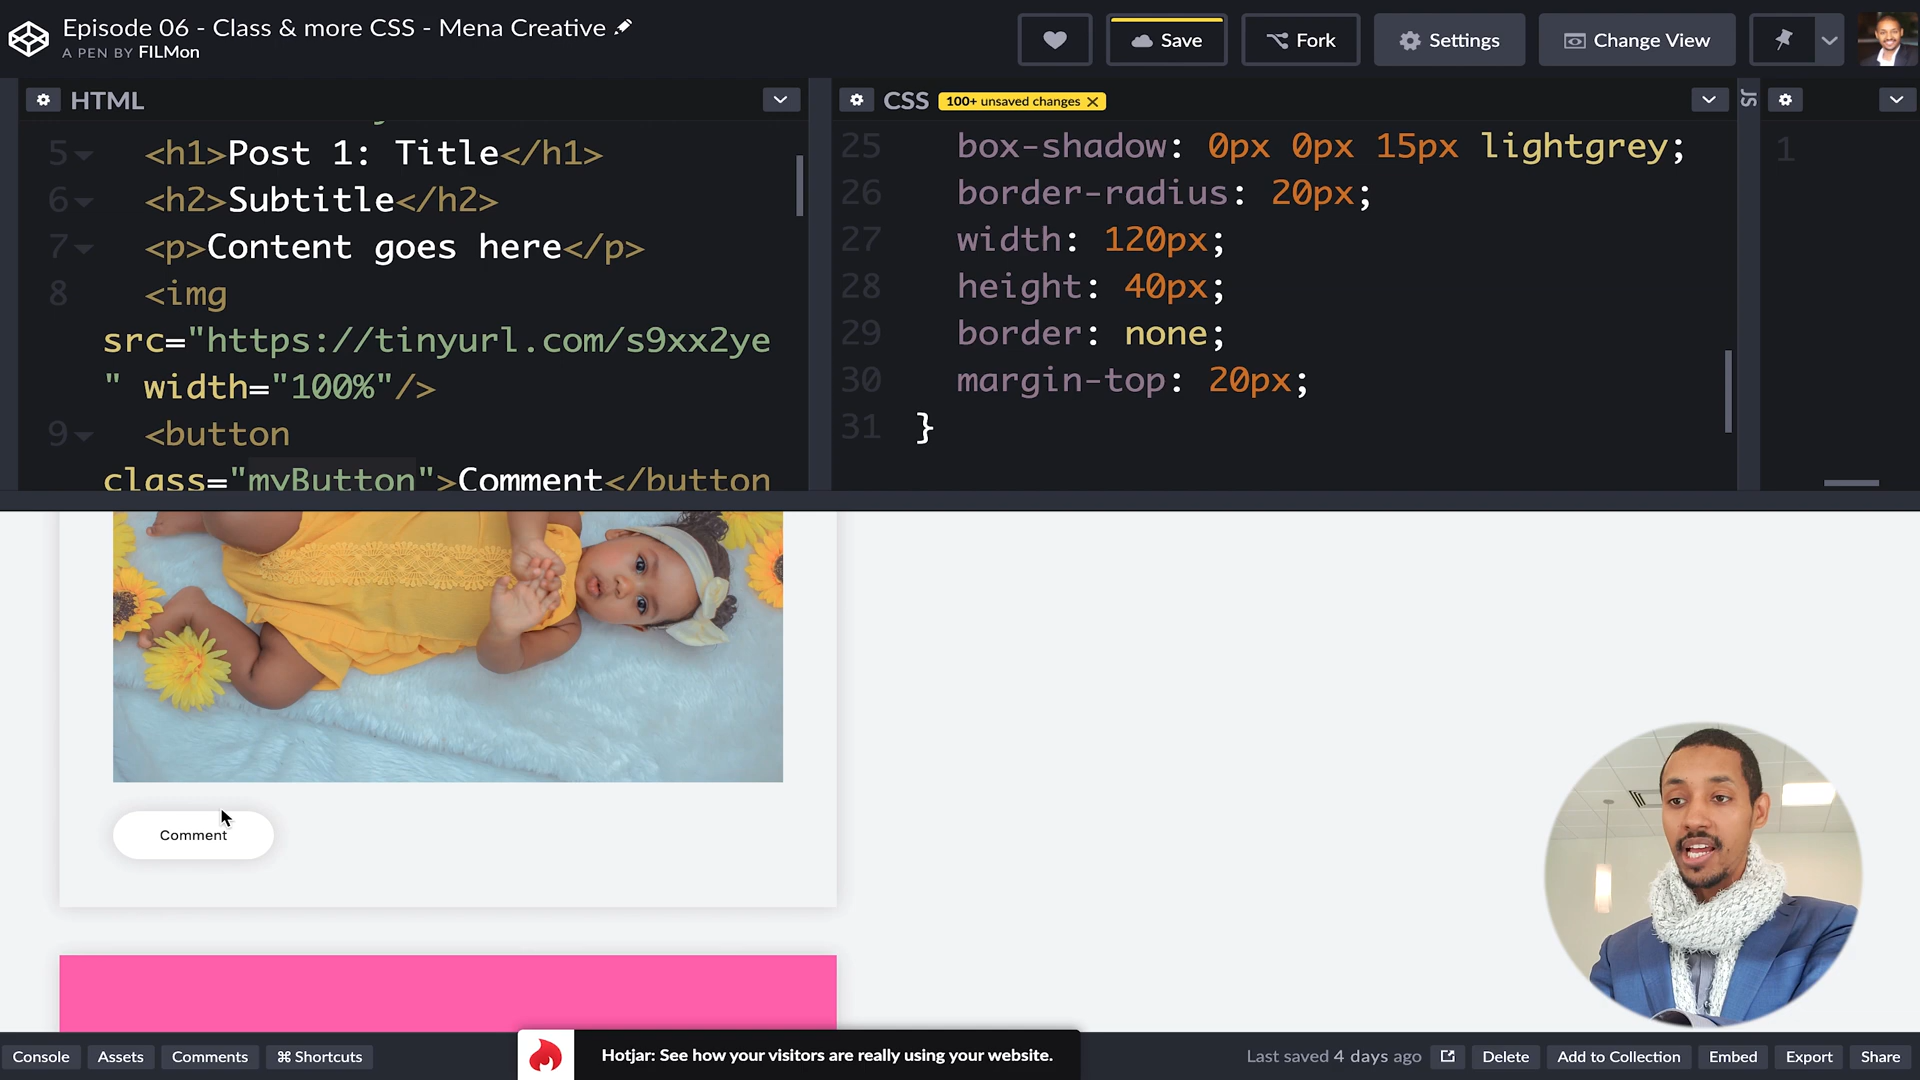 Episode 06 - Class & more CSS - Mena Creative
A PEN BY FILMon
Save
Fork
Settings
Change View
HTML
5 <h1>Post 1: Title</h1>
6 <h2>Subtitle</h2>
7 <p>Content goes here</p>
8 <img
src="https://tinyurl.com/s9xx2ye
" width="100%"/>
9 <button
class="myButton">Comment</button
CSS 100+ unsaved changes
25 box-shadow: 0px 0px 15px lightgrey;
26 border-radius: 20px;
27 width: 120px;
28 height: 40px;
29 border: none;
30 margin-top: 20px;
31 }
JS
1
Comment
Console
Assets
Comments
⌘ Shortcuts
Hotjar: See how your visitors are really using your website.
Last saved 4 days ago
Delete
Add to Collection
Embed
Export
Share